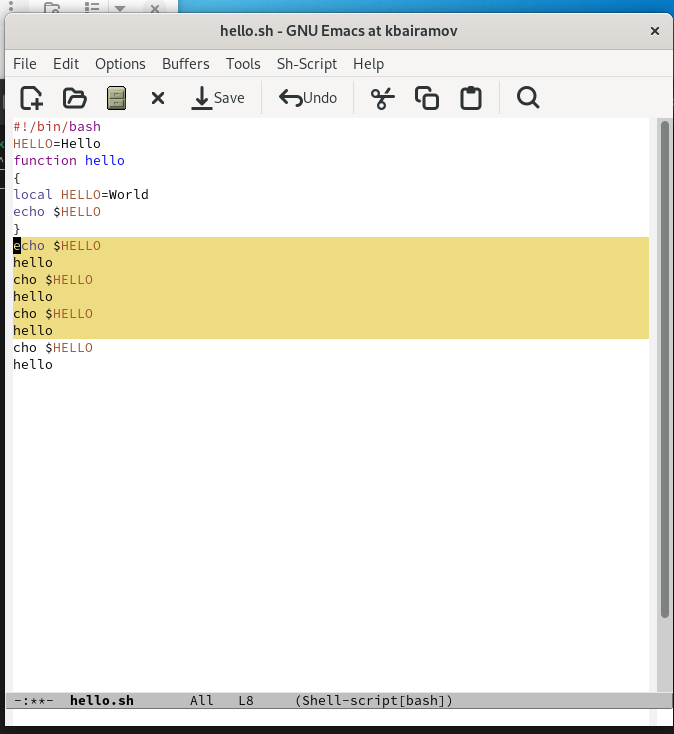 hello.sh - GNU Emacs at kbairamov
File Edit Options Buffers Tools Sh-Script Help
Save Undo
#!/bin/bash
HELLO=Hello
function hello
{
local HELLO=World
echo $HELLO
}
echo $HELLO
hello
cho $HELLO
hello
cho $HELLO
hello
cho $HELLO
hello
-:**- hello.sh All L8 (Shell-script[bash])